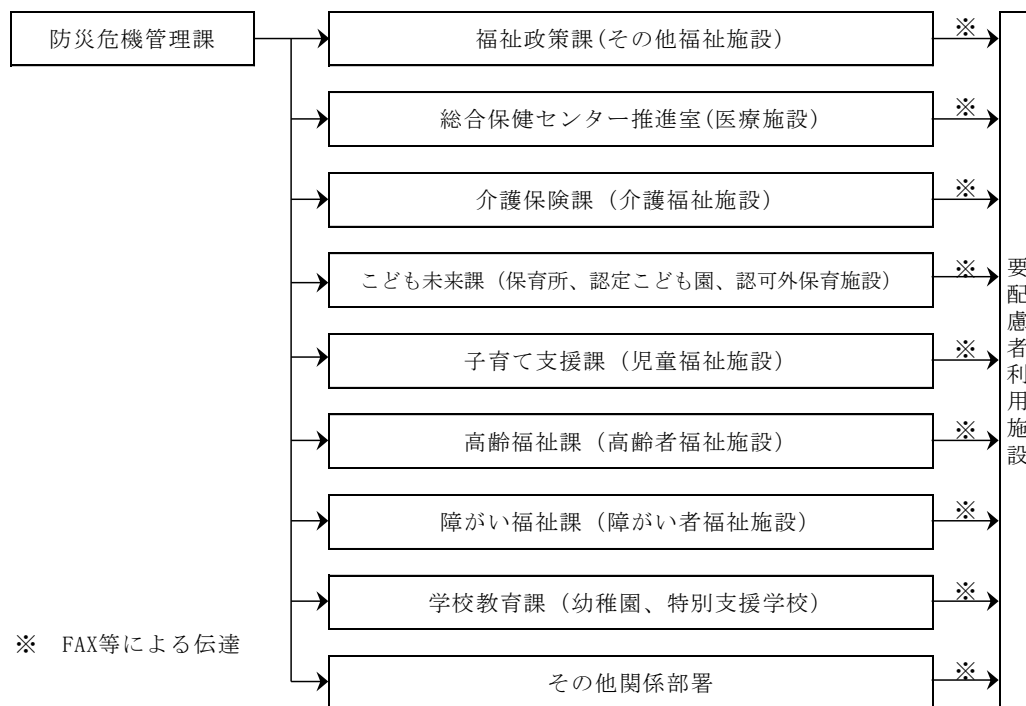 防災危機管理課
福祉政策課(その他福祉施設)
※
総合保健センター推進室(医療施設)
※
介護保険課（介護福祉施設）
※
こども未来課（保育所、認定こども園、認可外保育施設）
※
子育て支援課（児童福祉施設）
※
高齢福祉課（高齢者福祉施設）
※
障がい福祉課（障がい者福祉施設）
※
学校教育課（幼稚園、特別支援学校）
※
その他関係部署
※
要配慮者利用施設
※　FAX等による伝達